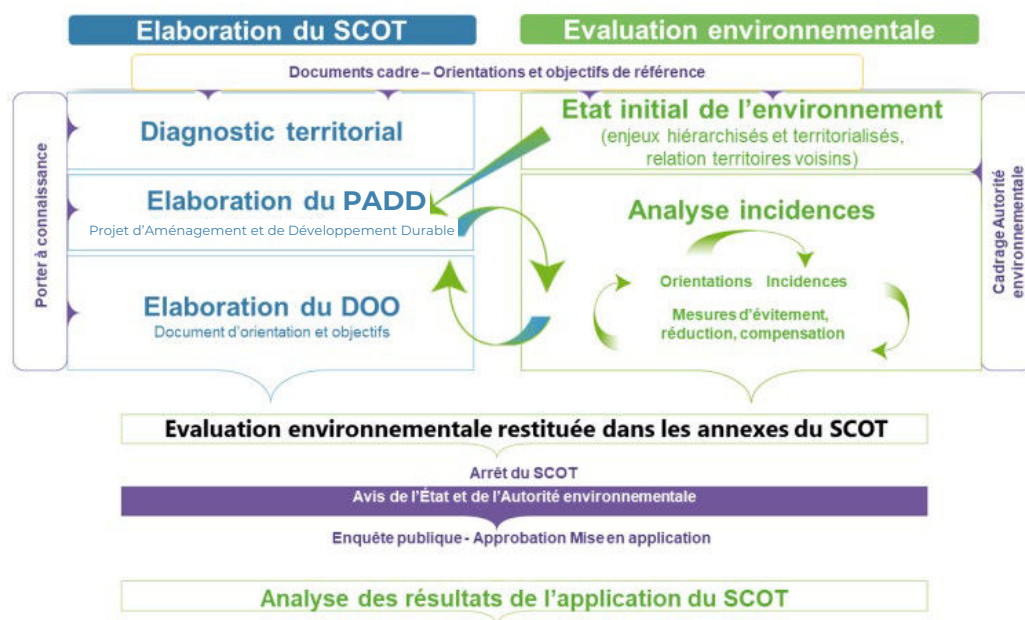 Elaboration du SCOT
Evaluation environnementale
Documents cadre – Orientations et objectifs de référence
Porter à connaissance
Diagnostic territorial
Etat initial de l'environnement
(enjeux hiérarchisés et territorialisés,
relation territoires voisins)
Elaboration du PADD
Projet d'Aménagement et de Développement Durable
Analyse incidences
Orientations Incidences
Mesures d'évitement,
réduction, compensation
Elaboration du DOO
Document d'orientation et objectifs
Cadrage Autorité
environnementale
Evaluation environnementale restituée dans les annexes du SCOT
Arrêt du SCOT
Avis de l'État et de l'Autorité environnementale
Enquête publique - Approbation Mise en application
Analyse des résultats de l'application du SCOT